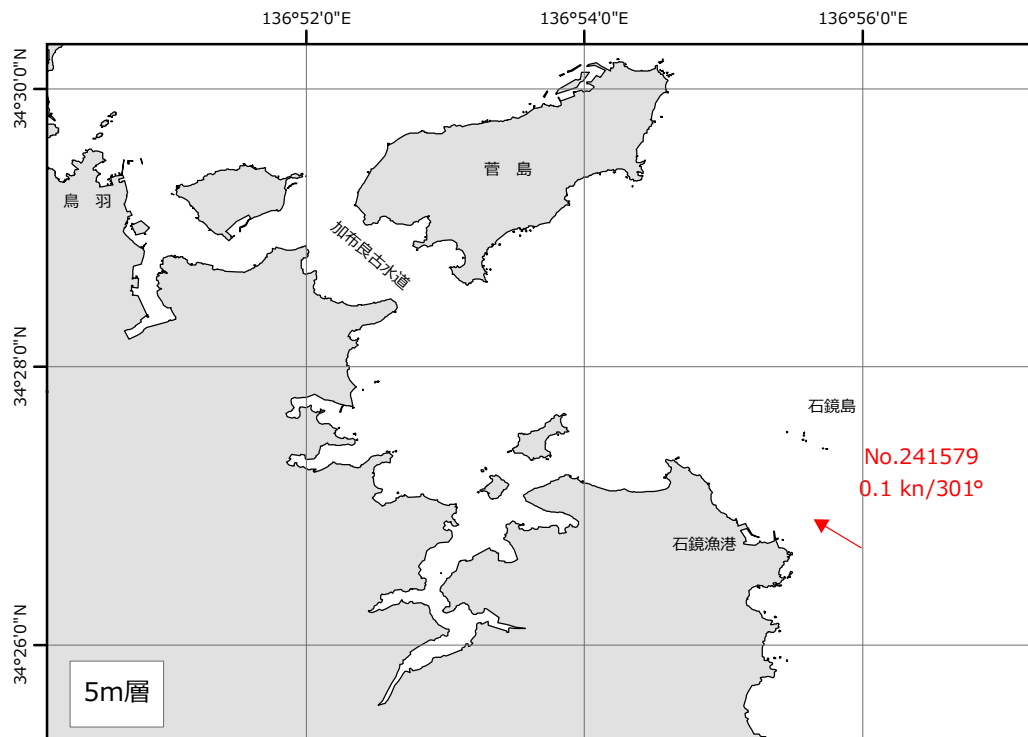 136°52'0"E
136°54'0"E
136°56'0"E
34°30'0"N
菅 島
鳥 羽
加布良古水道
34°28'0"N
石鏡島
No.241579
0.1 kn/301°
石鏡漁港
34°26'0"N
5m層